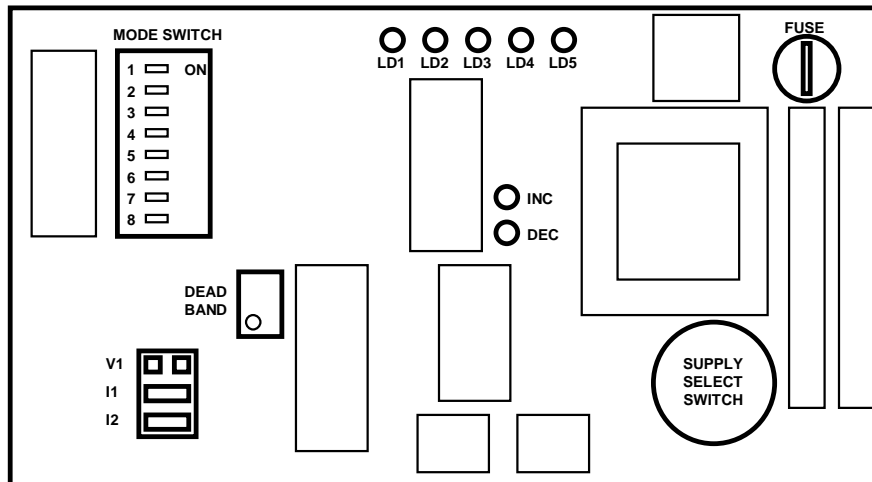 MODE SWITCH
1 ON
2
3
4
5
6
7
8
LD1 LD2 LD3 LD4 LD5
FUSE
INC
DEC
DEAD
BAND
V1
I1
I2
SUPPLY
SELECT
SWITCH